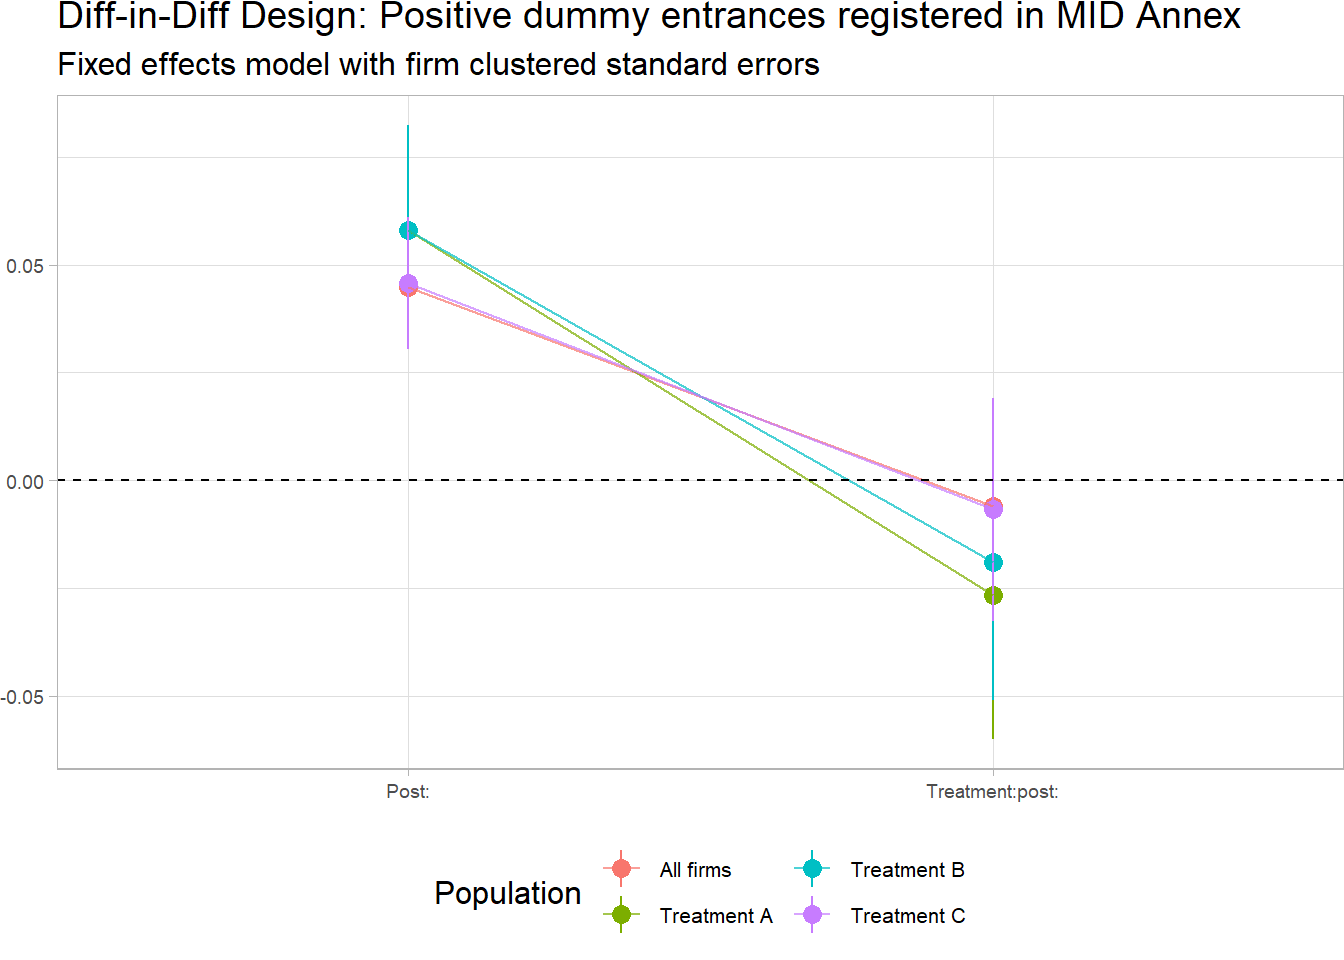 Diff-in-Diff Design: Positive dummy entrances registered in MID Annex
Fixed effects model with firm clustered standard errors
0.05
0.00
-0.05
Post:
Treatment:post:
Population
All firms
Treatment B
Treatment A
Treatment C